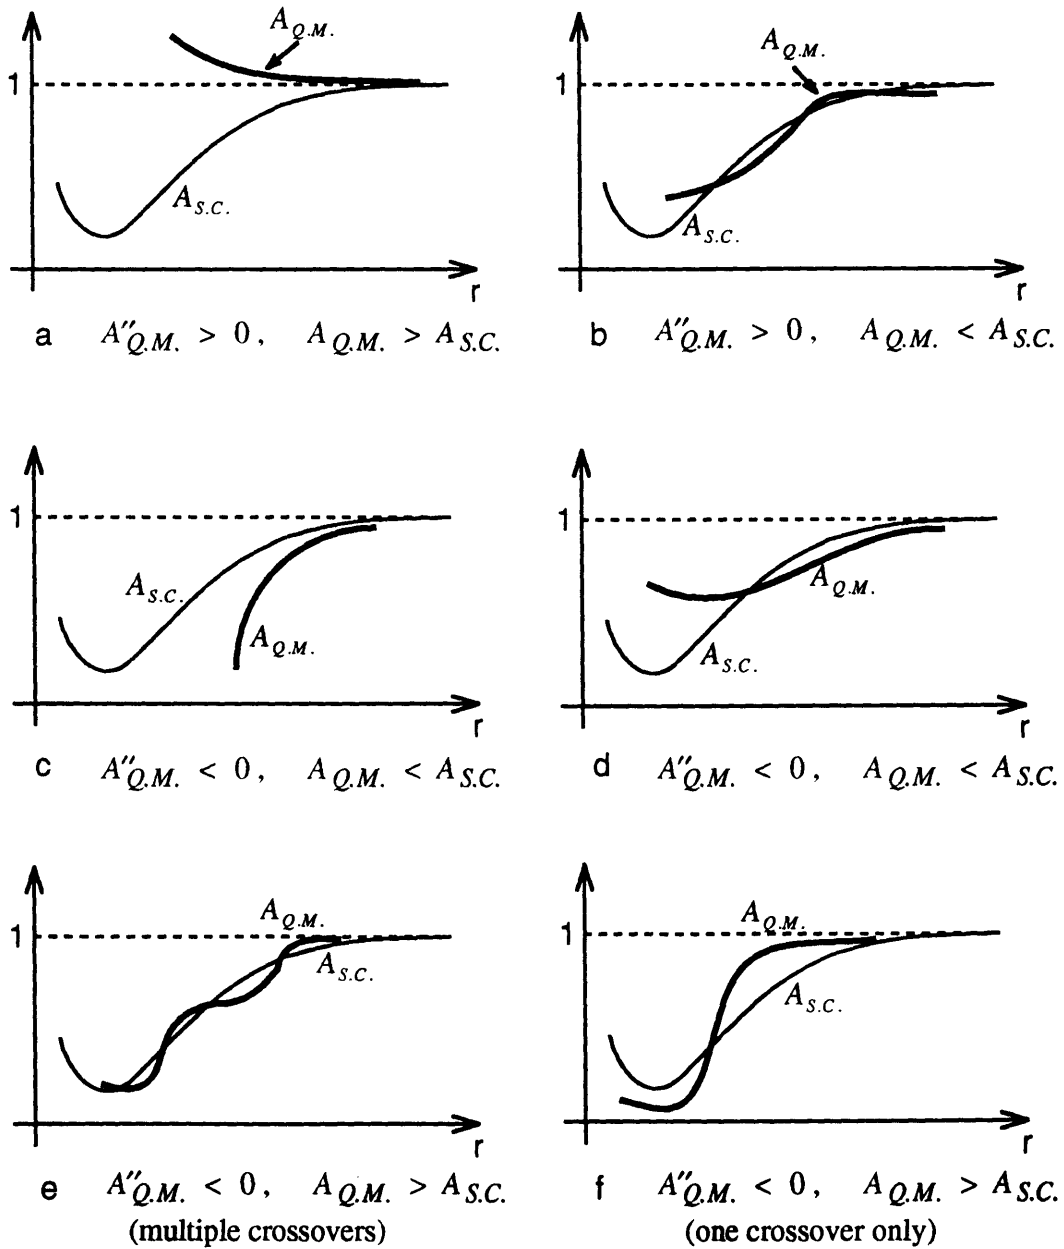 A_{Q.M.}
1
A_{S.C.}
r
a A''_{Q.M.} > 0, A_{Q.M.} > A_{S.C.}
A_{Q.M.}
1
A_{S.C.}
r
b A''_{Q.M.} > 0, A_{Q.M.} < A_{S.C.}
1
A_{S.C.}
A_{Q.M.}
r
c A''_{Q.M.} < 0, A_{Q.M.} < A_{S.C.}
1
A_{Q.M.}
A_{S.C.}
r
d A''_{Q.M.} < 0, A_{Q.M.} < A_{S.C.}
A_{Q.M.}
1
A_{S.C.}
r
e A''_{Q.M.} < 0, A_{Q.M.} > A_{S.C.}
(multiple crossovers)
A_{Q.M.}
1
A_{S.C.}
r
f A''_{Q.M.} < 0, A_{Q.M.} > A_{S.C.}
(one crossover only)